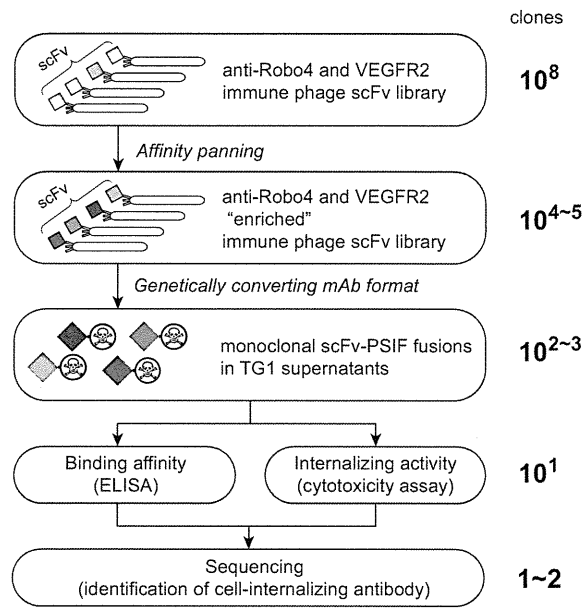 clones
scFv
anti-Robo4 and VEGFR2
immune phage scFv library
10⁸
Affinity panning
scFv
anti-Robo4 and VEGFR2
"enriched"
immune phage scFv library
10⁴~⁵
Genetically converting mAb format
monoclonal scFv-PSIF fusions
in TG1 supernatants
10²~³
Binding affinity
(ELISA)
Internalizing activity
(cytotoxicity assay)
10¹
Sequencing
(identification of cell-internalizing antibody)
1~2